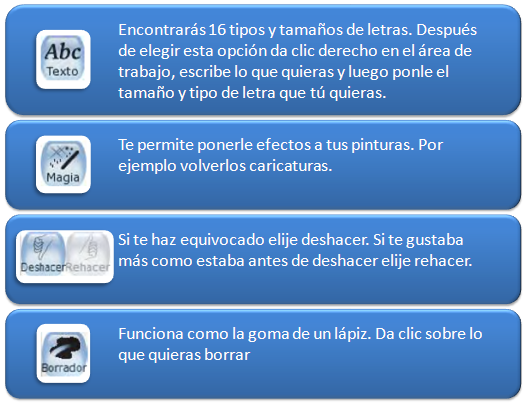 Abc
Texto
Encontrarás 16 tipos y tamaños de letras. Después
de elegir esta opción da clic derecho en el área de
trabajo, escribe lo que quieras y luego ponle el
tamaño y tipo de letra que tú quieras.
Magia
Te permite ponerle efectos a tus pinturas. Por
ejemplo volverlos caricaturas.
Deshacer Rehacer
Si te haz equivocado elije deshacer. Si te gustaba
más como estaba antes de deshacer elije rehacer.
Borrador
Funciona como la goma de un lápiz. Da clic sobre lo
que quieras borrar